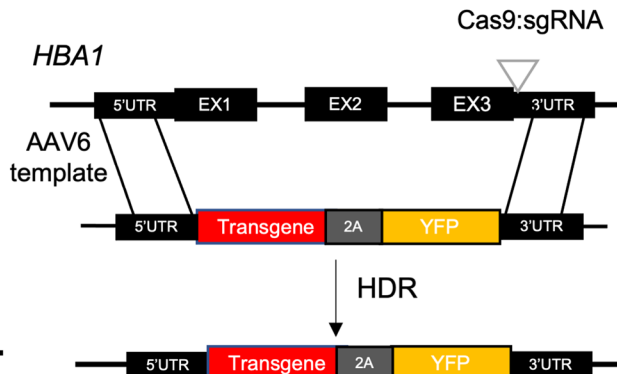 Cas9:sgRNA
HBA1
5'UTR EX1 EX2 EX3 3'UTR
AAV6
template
5'UTR Transgene 2A YFP 3'UTR
HDR
5'UTR Transgene 2A YFP 3'UTR